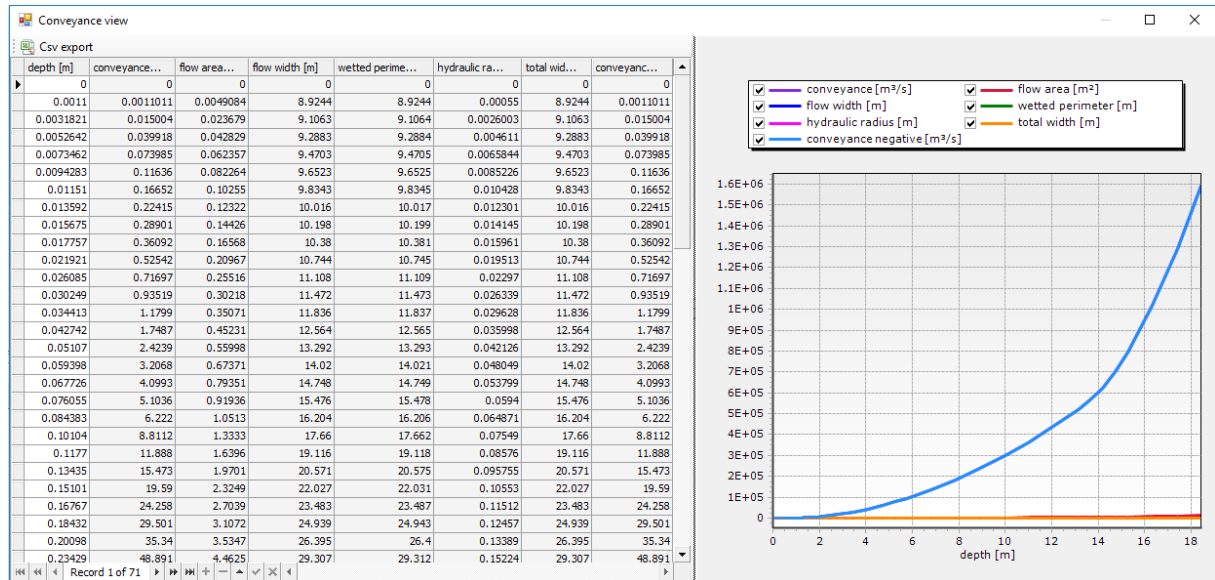 Conveyance view
Csv export
depth [m] conveyance... flow area... flow width [m] wetted perime... hydraulic ra... total wid... conveyanc...
0 0 0 0 0 0 0 0
0.0011 0.0011011 0.0049084 8.9244 8.9244 0.00055 8.9244 0.0011011
0.0031821 0.015004 0.023679 9.1063 9.1064 0.0026003 9.1063 0.015004
0.0052642 0.039918 0.042829 9.2883 9.2884 0.004611 9.2883 0.039918
0.0073462 0.073985 0.062357 9.4703 9.4705 0.0065844 9.4703 0.073985
0.0094283 0.11636 0.082264 9.6523 9.6525 0.0085226 9.6523 0.11636
0.01151 0.16652 0.10255 9.8343 9.8345 0.010428 9.8343 0.16652
0.013592 0.22415 0.12322 10.016 10.017 0.012301 10.016 0.22415
0.015675 0.28901 0.14426 10.198 10.199 0.014145 10.198 0.28901
0.017757 0.36092 0.16568 10.38 10.381 0.015961 10.38 0.36092
0.021921 0.52542 0.20967 10.744 10.745 0.019513 10.744 0.52542
0.026085 0.71697 0.25516 11.108 11.109 0.02297 11.108 0.71697
0.030249 0.93519 0.30218 11.472 11.473 0.026339 11.472 0.93519
0.034413 1.1799 0.35071 11.836 11.837 0.029628 11.836 1.1799
0.042742 1.7487 0.45231 12.564 12.565 0.035998 12.564 1.7487
0.05107 2.4239 0.55998 13.292 13.293 0.042126 13.292 2.4239
0.059398 3.2068 0.67371 14.02 14.021 0.048049 14.02 3.2068
0.067726 4.0993 0.79351 14.748 14.749 0.053799 14.748 4.0993
0.076055 5.1036 0.91936 15.476 15.478 0.0594 15.476 5.1036
0.084383 6.222 1.0513 16.204 16.206 0.064871 16.204 6.222
0.10104 8.8112 1.3333 17.66 17.662 0.07549 17.66 8.8112
0.1177 11.888 1.6396 19.116 19.118 0.08576 19.116 11.888
0.13435 15.473 1.9701 20.571 20.575 0.095755 20.571 15.473
0.15101 19.59 2.3249 22.027 22.031 0.10553 22.027 19.59
0.16767 24.258 2.7039 23.483 23.487 0.11512 23.483 24.258
0.18432 29.501 3.1072 24.939 24.943 0.12457 24.939 29.501
0.20098 35.34 3.5347 26.395 26.4 0.13389 26.395 35.34
0.23429 48.891 4.4625 29.307 29.312 0.15224 29.307 48.891
Record 1 of 71
conveyance [m³/s] flow area [m²]
flow width [m] wetted perimeter [m]
hydraulic radius [m] total width [m]
conveyance negative [m³/s]
1.6E+06
1.5E+06
1.4E+06
1.3E+06
1.2E+06
1.1E+06
1E+06
9E+05
8E+05
7E+05
6E+05
5E+05
4E+05
3E+05
2E+05
1E+05
0
0 2 4 6 8 10 12 14 16 18
depth [m]